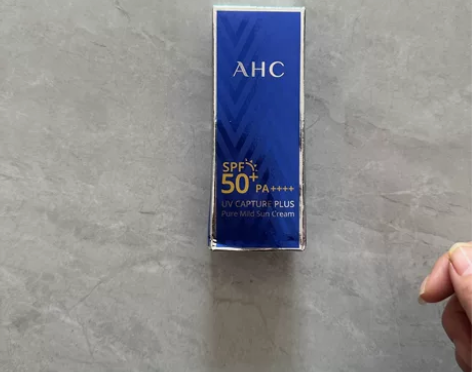 AHC
SPF
50+ PA++++
UV CAPTURE PLUS
Pure Mild Sun Cream